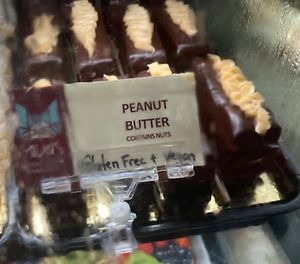 PEANUT
BUTTER
CONTAINS NUTS
Gluten Free + Vegan